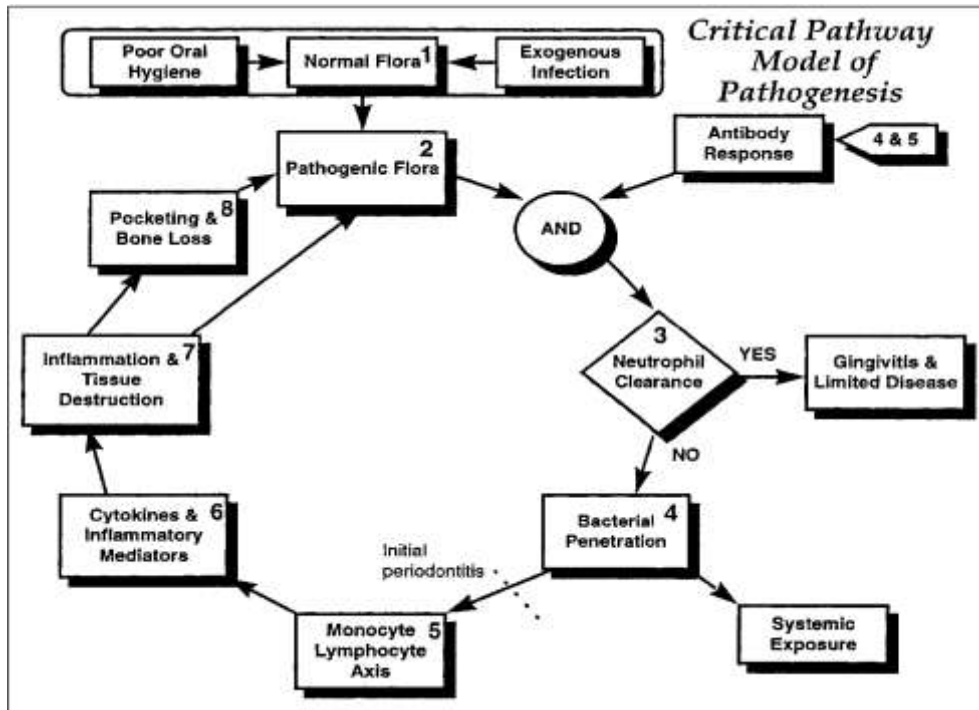 Critical Pathway
Model of
Pathogenesis
Poor Oral
Hygiene
Normal Flora 1
Exogenous
Infection
2
Pathogenic Flora
Antibody
Response
4 & 5
AND
3
Neutrophil
Clearance
YES
Gingivitis &
Limited Disease
NO
4
Bacterial
Penetration
Systemic
Exposure
Initial
periodontitis
5
Monocyte
Lymphocyte
Axis
6
Cytokines &
Inflammatory
Mediators
7
Inflammation &
Tissue
Destruction
8
Pocketing &
Bone Loss